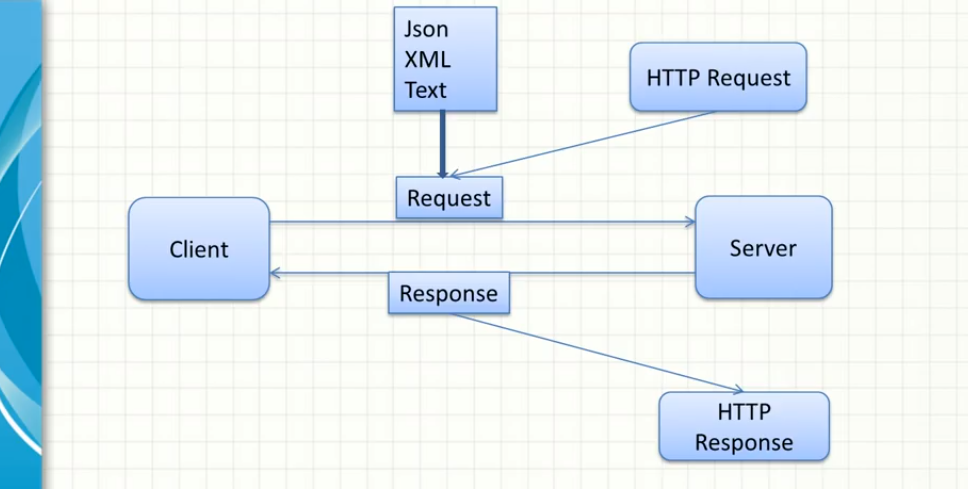 Json
XML
Text
HTTP Request
Request
Client
Server
Response
HTTP
Response